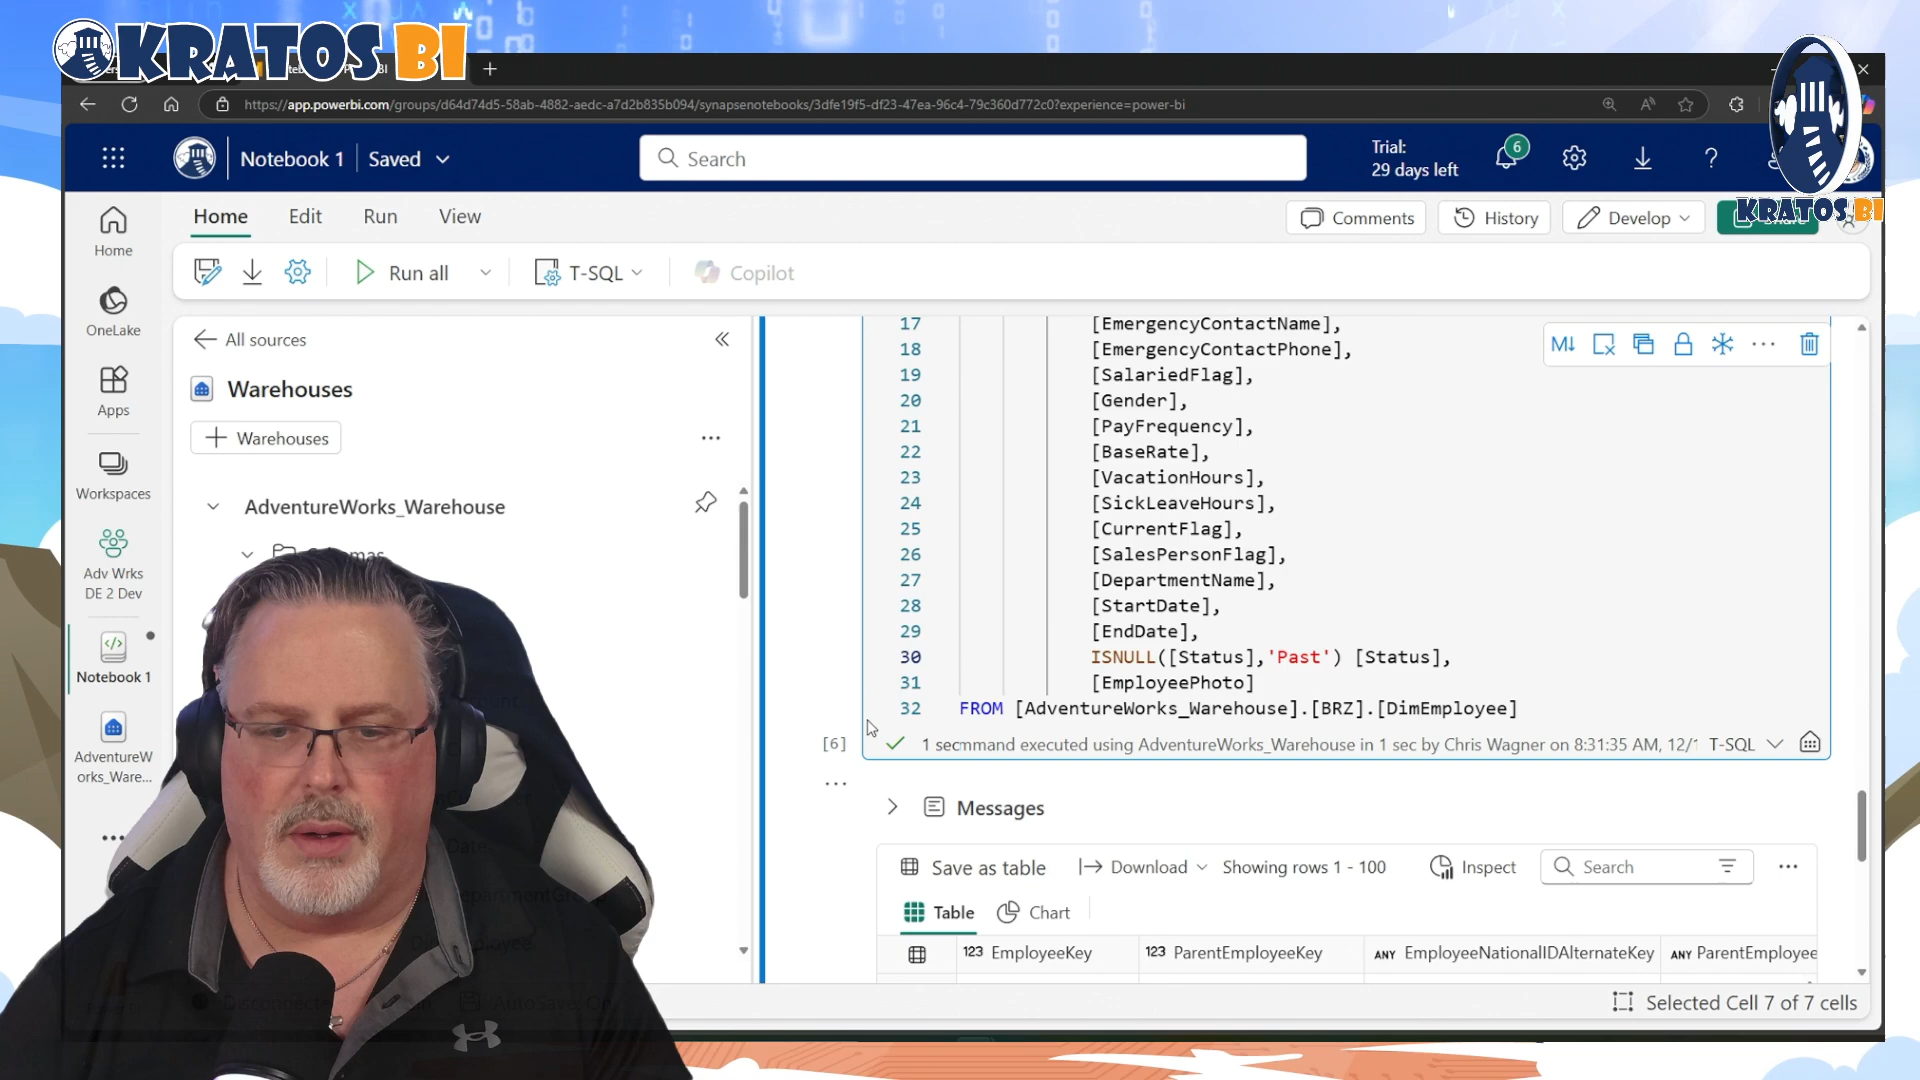 KRATOS BI
https://app.powerbi.com/groups/d64d74d5-58ab-4882-aedc-a7d2b835b094/synapsenotebooks/3dfe19f5-df23-47ea-96c4-79c360d772c0?experience=power-bi
Notebook 1
Saved
Search
Trial:
29 days left
6
KRATOS BI
Home
Edit
Run
View
Comments
History
Develop
Run all
T-SQL
Copilot
Home
OneLake
Apps
Workspaces
Adv Wrks
DE 2 Dev
Notebook 1
AdventureW
orks_Ware...
All sources
Warehouses
Warehouses
AdventureWorks_Warehouse
17 [EmergencyContactName],
18 [EmergencyContactPhone],
19 [SalariedFlag],
20 [Gender],
21 [PayFrequency],
22 [BaseRate],
23 [VacationHours],
24 [SickLeaveHours],
25 [CurrentFlag],
26 [SalesPersonFlag],
27 [DepartmentName],
28 [StartDate],
29 [EndDate],
30 ISNULL([Status],'Past') [Status],
31 [EmployeePhoto]
32 FROM [AdventureWorks_Warehouse].[BRZ].[DimEmployee]
[6]
1 secmmand executed using AdventureWorks_Warehouse in 1 sec by Chris Wagner on 8:31:35 AM, 12/1
T-SQL
Messages
Save as table
Download
Showing rows 1 - 100
Inspect
Search
Table
Chart
123 EmployeeKey
123 ParentEmployeeKey
ANY EmployeeNationalIDAlternateKey
ANY ParentEmployee
Selected Cell 7 of 7 cells